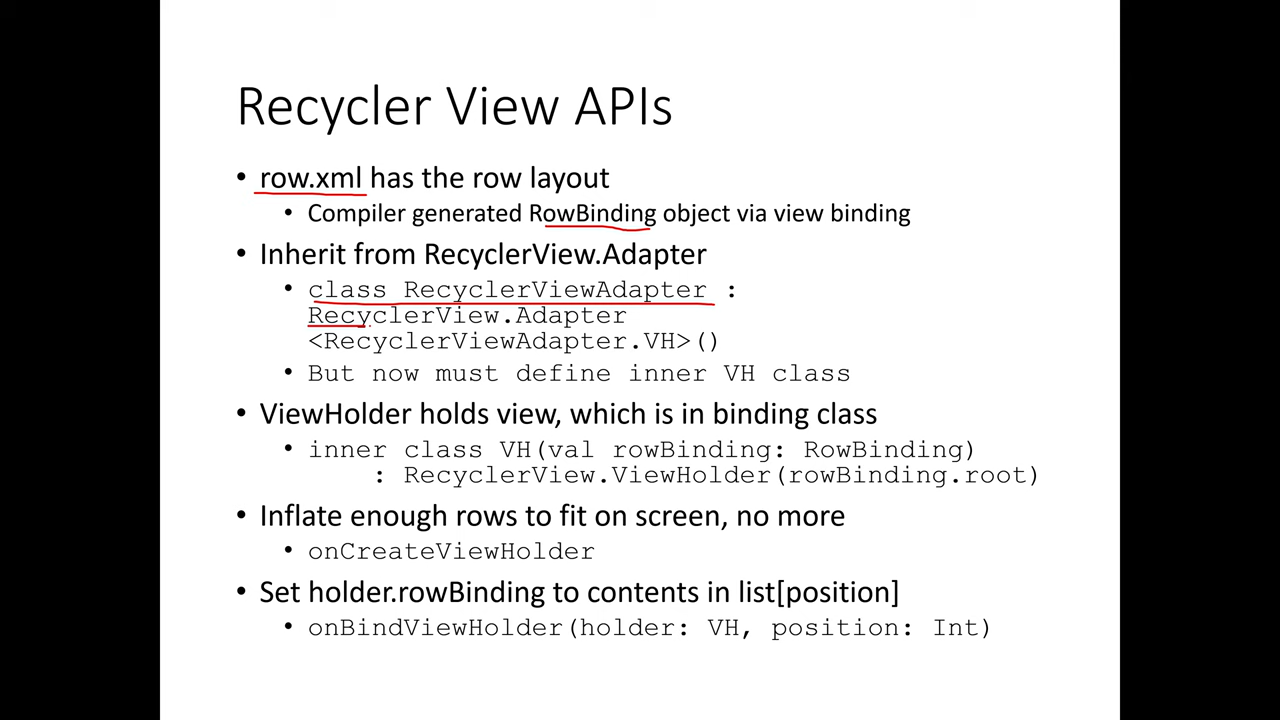 Recycler View APIs
• row.xml has the row layout
• Compiler generated RowBinding object via view binding
• Inherit from RecyclerView.Adapter
• class RecyclerViewAdapter :
RecyclerView.Adapter
<RecyclerViewAdapter.VH>()
• But now must define inner VH class
• ViewHolder holds view, which is in binding class
• inner class VH(val rowBinding: RowBinding)
: RecyclerView.ViewHolder(rowBinding.root)
• Inflate enough rows to fit on screen, no more
• onCreateViewHolder
• Set holder.rowBinding to contents in list[position]
• onBindViewHolder(holder: VH, position: Int)